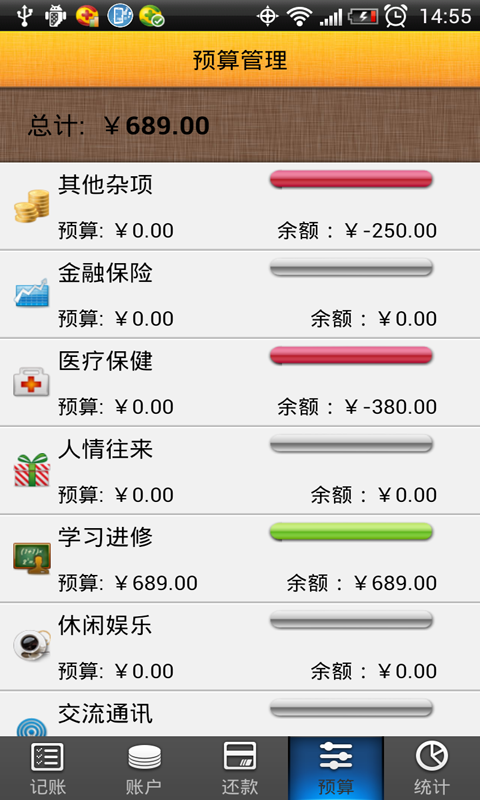 14:55
预算管理
总计: ￥689.00
其他杂项
预算: ￥0.00 余额：￥-250.00
金融保险
预算: ￥0.00 余额：￥0.00
医疗保健
预算: ￥0.00 余额：￥-380.00
人情往来
预算: ￥0.00 余额：￥0.00
学习进修
预算: ￥689.00 余额：￥689.00
休闲娱乐
预算: ￥0.00 余额：￥0.00
交流通讯
记账 账户 还款 预算 统计